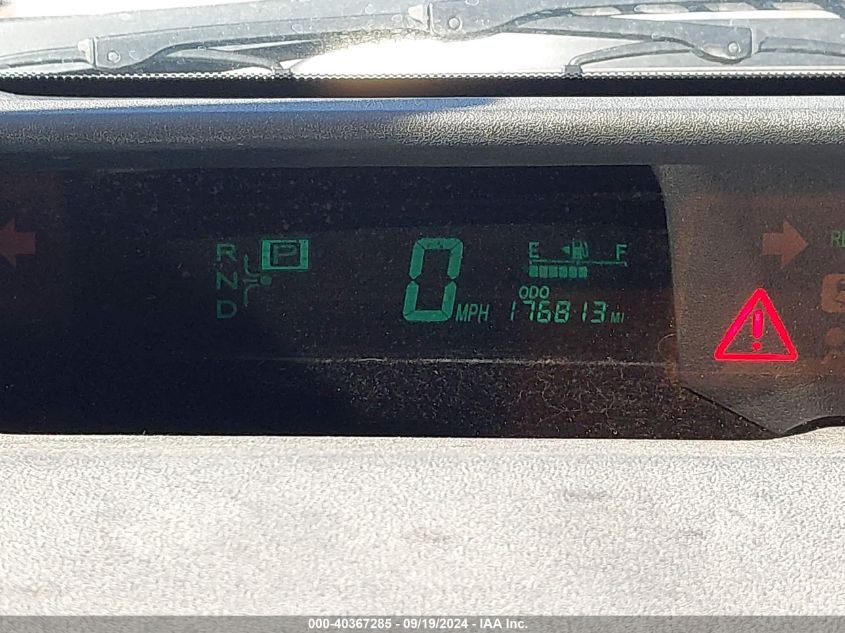 R P
N
D
0 MPH
E F
ODO
176813 MI
000-40367285 - 09/19/2024 - IAA Inc.